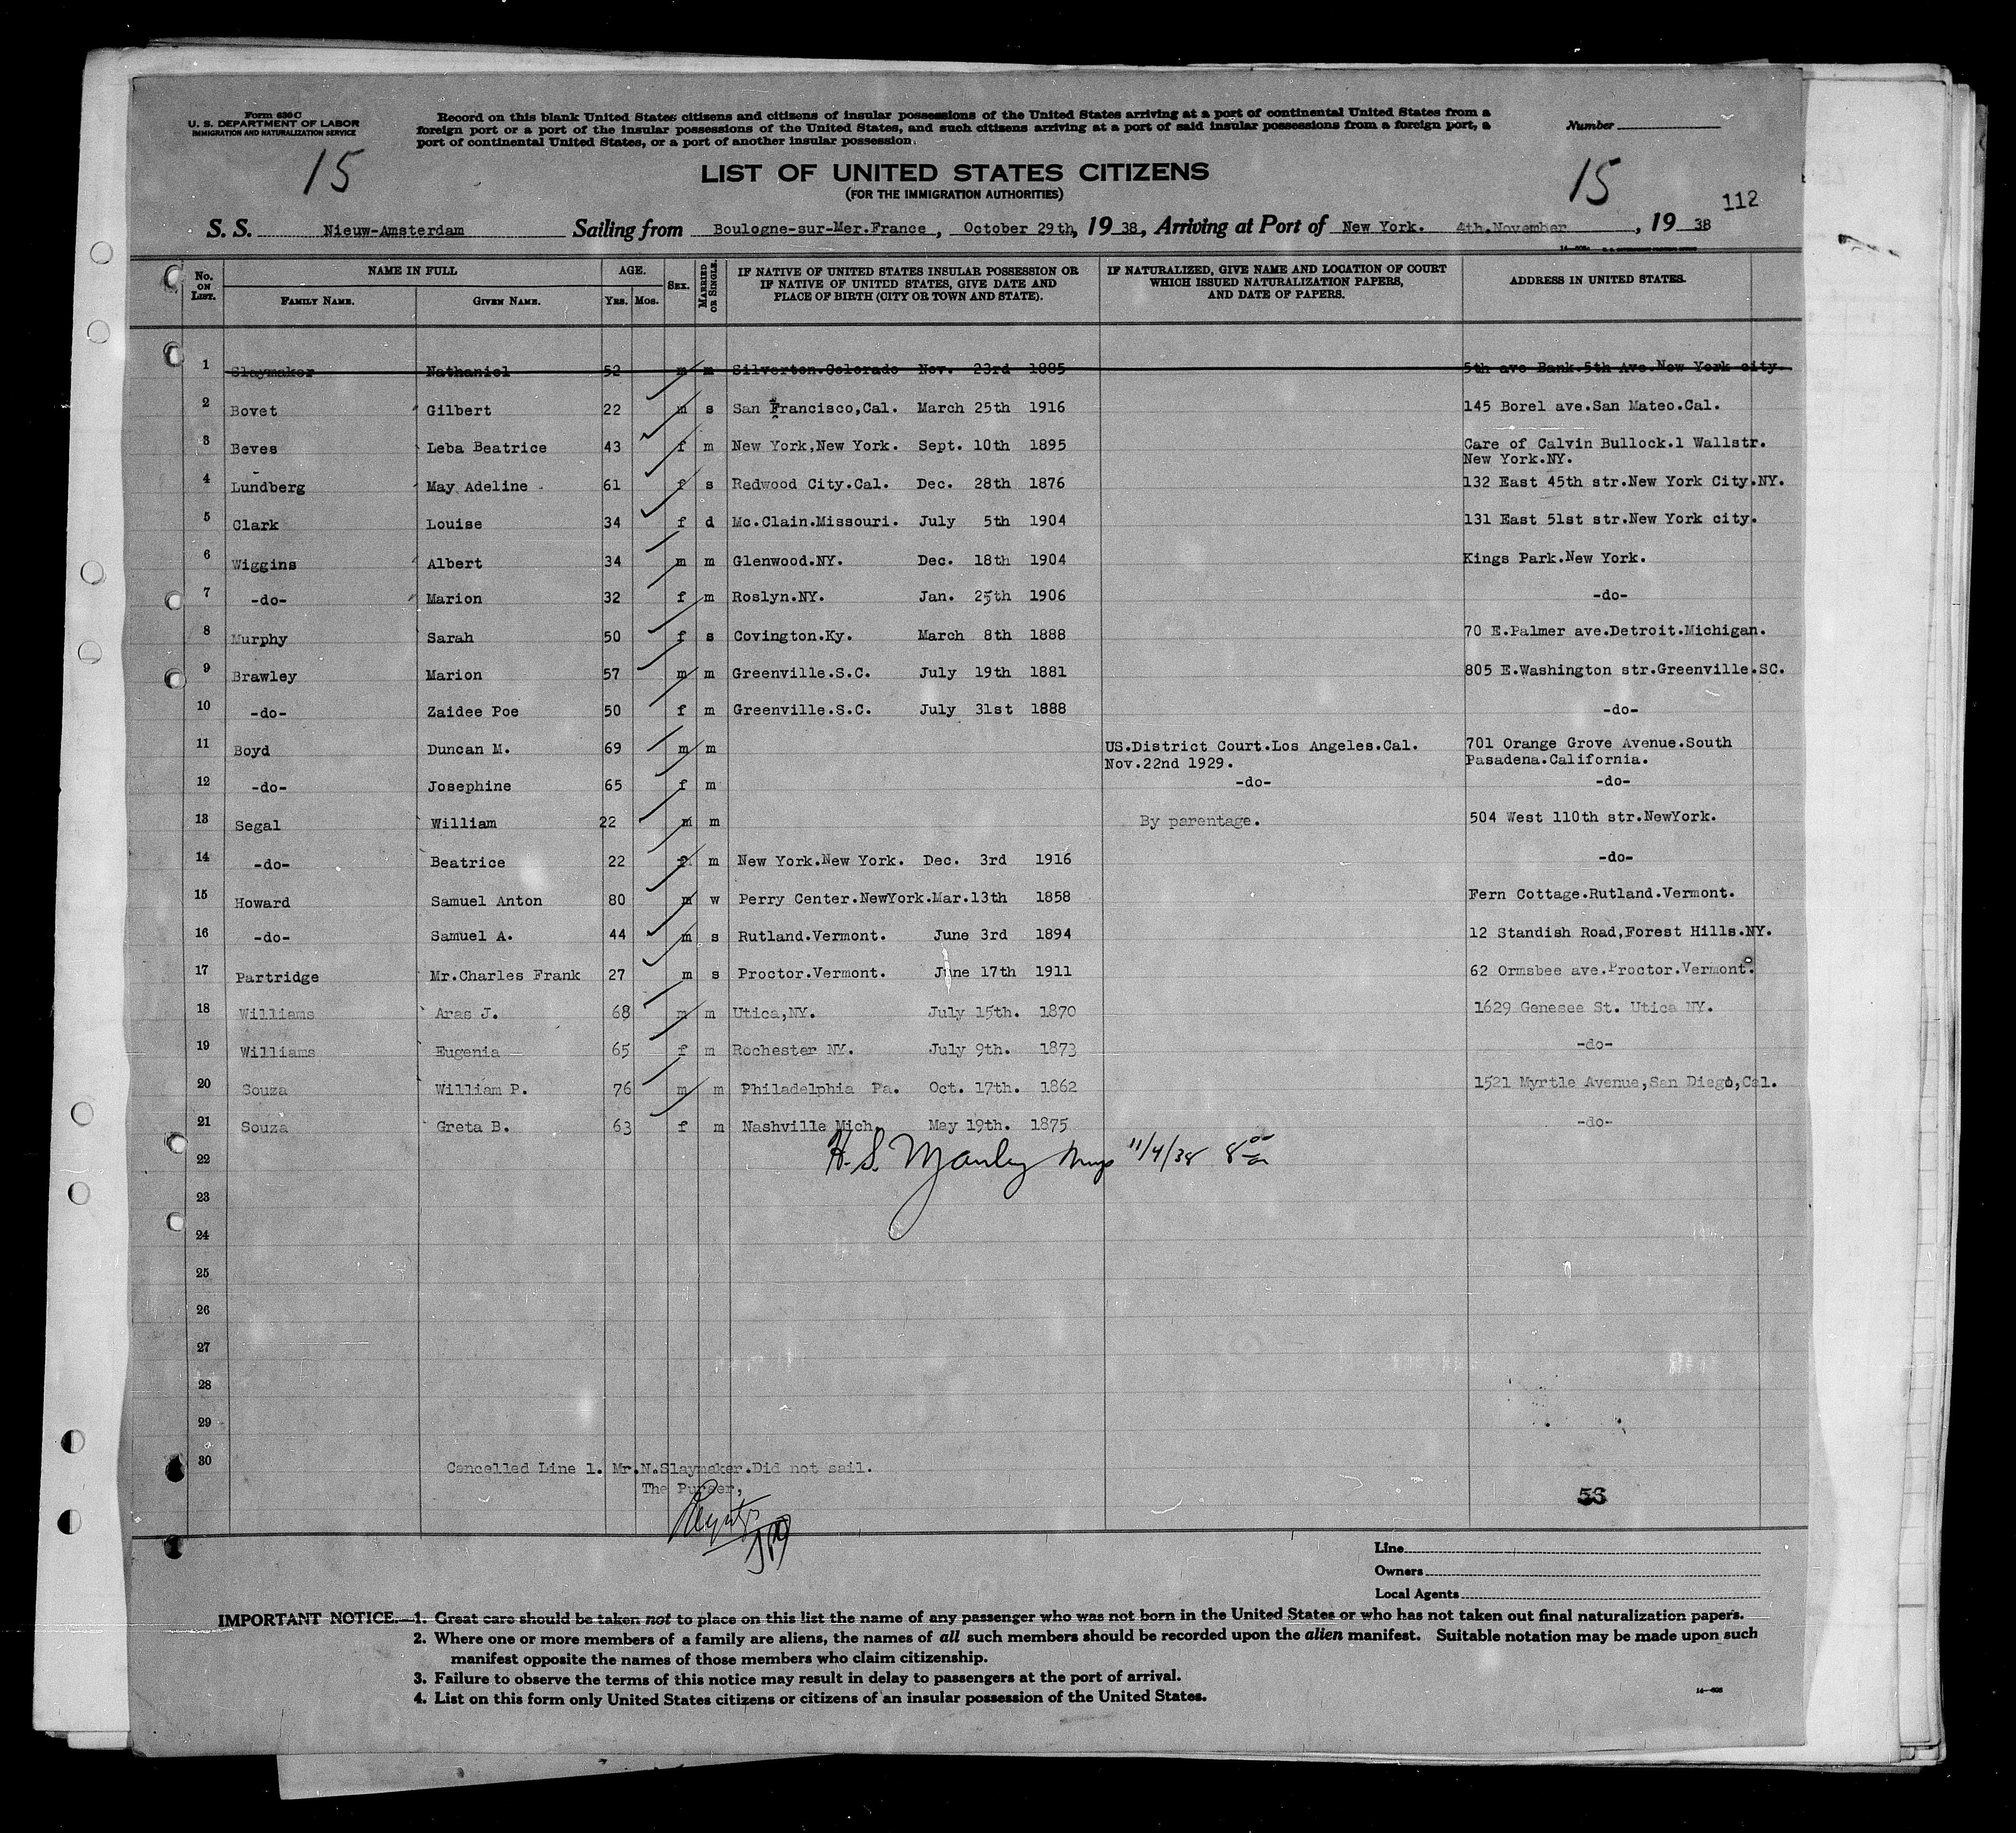 Form 630 C
U. S. DEPARTMENT OF LABOR
IMMIGRATION AND NATURALIZATION SERVICE
Record on this blank United States citizens and citizens of insular possessions of the United States arriving at a port of continental United States from a
foreign port or a port of the insular possessions of the United States, and such citizens arriving at a port of said insular possessions from a foreign port, a
port of continental United States, or a port of another insular possession.
Number
15
15
112
LIST OF UNITED STATES CITIZENS
(FOR THE IMMIGRATION AUTHORITIES)
S. S. Nieuw-Amsterdam Sailing from Boulogne-sur-Mer.France, October 29th, 19 38, Arriving at Port of New York. 4th.November, 19 38
No. ON LIST. NAME IN FULL FAMILY NAME. GIVEN NAME. AGE. YRS. MOS. SEX. MARRIED OR SINGLE. IF NATIVE OF UNITED STATES INSULAR POSSESSION OR IF NATIVE OF UNITED STATES, GIVE DATE AND PLACE OF BIRTH (CITY OR TOWN AND STATE). IF NATURALIZED, GIVE NAME AND LOCATION OF COURT WHICH ISSUED NATURALIZATION PAPERS, AND DATE OF PAPERS. ADDRESS IN UNITED STATES.
1 Slaymaker Nathaniel 52 m m Silverton.Colorado Nov. 23rd 1885 5th ave Bank.5th Ave.New York city.
2 Bovet Gilbert 22 m s San Francisco,Cal. March 25th 1916 145 Borel ave.San Mateo.Cal.
3 Beves Leba Beatrice 43 f m New York,New York. Sept. 10th 1895 Care of Calvin Bullock.1 Wallstr.
New York.NY.
4 Lundberg May Adeline 61 f s Redwood City.Cal. Dec. 28th 1876 132 East 45th str.New York City.NY.
5 Clark Louise 34 f d Mc.Clain.Missouri. July 5th 1904 131 East 51st str.New York city.
6 Wiggins Albert 34 m m Glenwood.NY. Dec. 18th 1904 Kings Park.New York.
7 -do- Marion 32 f m Roslyn.NY. Jan. 25th 1906 -do-
8 Murphy Sarah 50 f s Covington.Ky. March 8th 1888 70 E.Palmer ave.Detroit.Michigan.
9 Brawley Marion 57 m m Greenville.S.C. July 19th 1881 805 E.Washington str.Greenville.SC.
10 -do- Zaidee Poe 50 f m Greenville.S.C. July 31st 1888 -do-
11 Boyd Duncan M. 69 m m US.District Court.Los Angeles.Cal. 701 Orange Grove Avenue.South
Nov.22nd 1929. Pasadena.California.
12 -do- Josephine 65 f m -do- -do-
13 Segal William 22 m m By parentage. 504 West 110th str.NewYork.
14 -do- Beatrice 22 f m New York.New York. Dec. 3rd 1916 -do-
15 Howard Samuel Anton 80 m w Perry Center.NewYork.Mar.13th 1858 Fern Cottage.Rutland.Vermont.
16 -do- Samuel A. 44 m s Rutland.Vermont. June 3rd 1894 12 Standish Road,Forest Hills.NY.
17 Partridge Mr.Charles Frank 27 m s Proctor.Vermont. June 17th 1911 62 Ormsbee ave.Proctor.Vermont.
18 Williams Aras J. 68 m m Utica,NY. July 15th. 1870 1629 Genesee St. Utica NY.
19 Williams Eugenia 65 f m Rochester NY. July 9th. 1873 -do-
20 Souza William P. 76 m m Philadelphia Pa. Oct. 17th. 1862 1521 Myrtle Avenue,San Diego,Cal.
21 Souza Greta B. 63 f m Nashville Mich. May 19th. 1875 -do-
22 H. S. Manley 11/4/38
23
24
25
26
27
28
29
30
Cancelled Line 1. Mr.N.Slaymaker.Did not sail.
The Purser,
53
Line
Owners
Local Agents
IMPORTANT NOTICE.—1. Great care should be taken not to place on this list the name of any passenger who was not born in the United States or who has not taken out final naturalization papers.
2. Where one or more members of a family are aliens, the names of all such members should be recorded upon the alien manifest. Suitable notation may be made upon such
manifest opposite the names of those members who claim citizenship.
3. Failure to observe the terms of this notice may result in delay to passengers at the port of arrival.
4. List on this form only United States citizens or citizens of an insular possession of the United States.